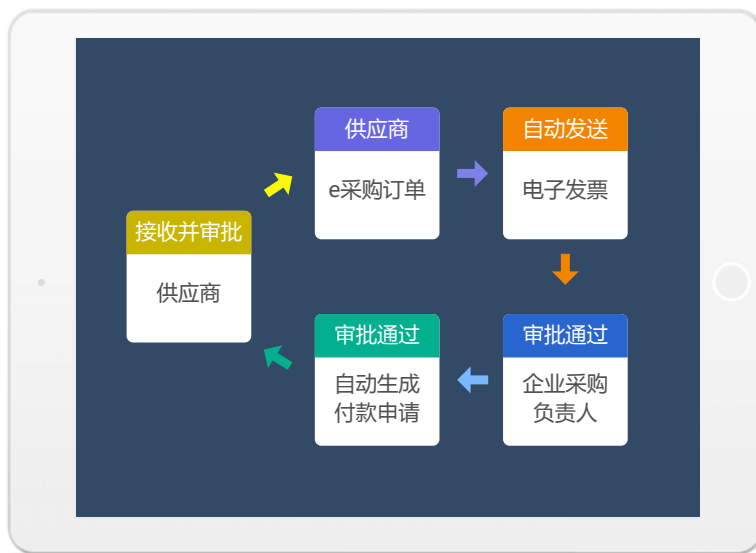 供应商
e采购订单
自动发送
电子发票
接收并审批
供应商
审批通过
自动生成
付款申请
审批通过
企业采购
负责人